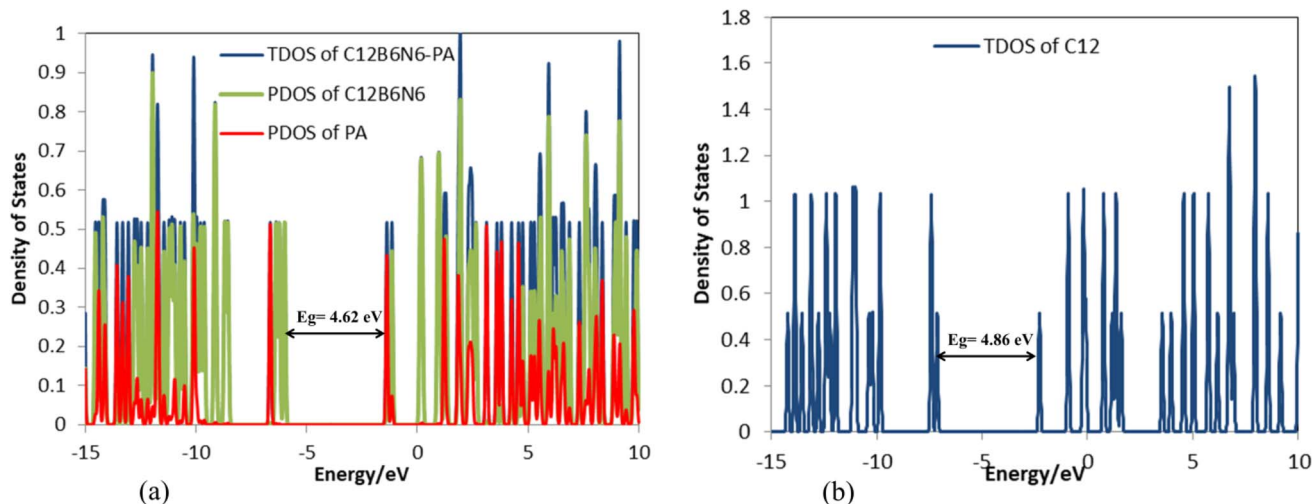 TDOS of C12B6N6-PA
PDOS of C12B6N6
PDOS of PA
Density of States
1
0.9
0.8
0.7
0.6
0.5
0.4
0.3
0.2
0.1
0
Eg= 4.62 eV
-15
-10
-5
0
5
10
Energy/eV
(a)
TDOS of C12
Density of States
1.8
1.6
1.4
1.2
1
0.8
0.6
0.4
0.2
0
Eg= 4.86 eV
-15
-10
-5
0
5
10
Energy/eV
(b)